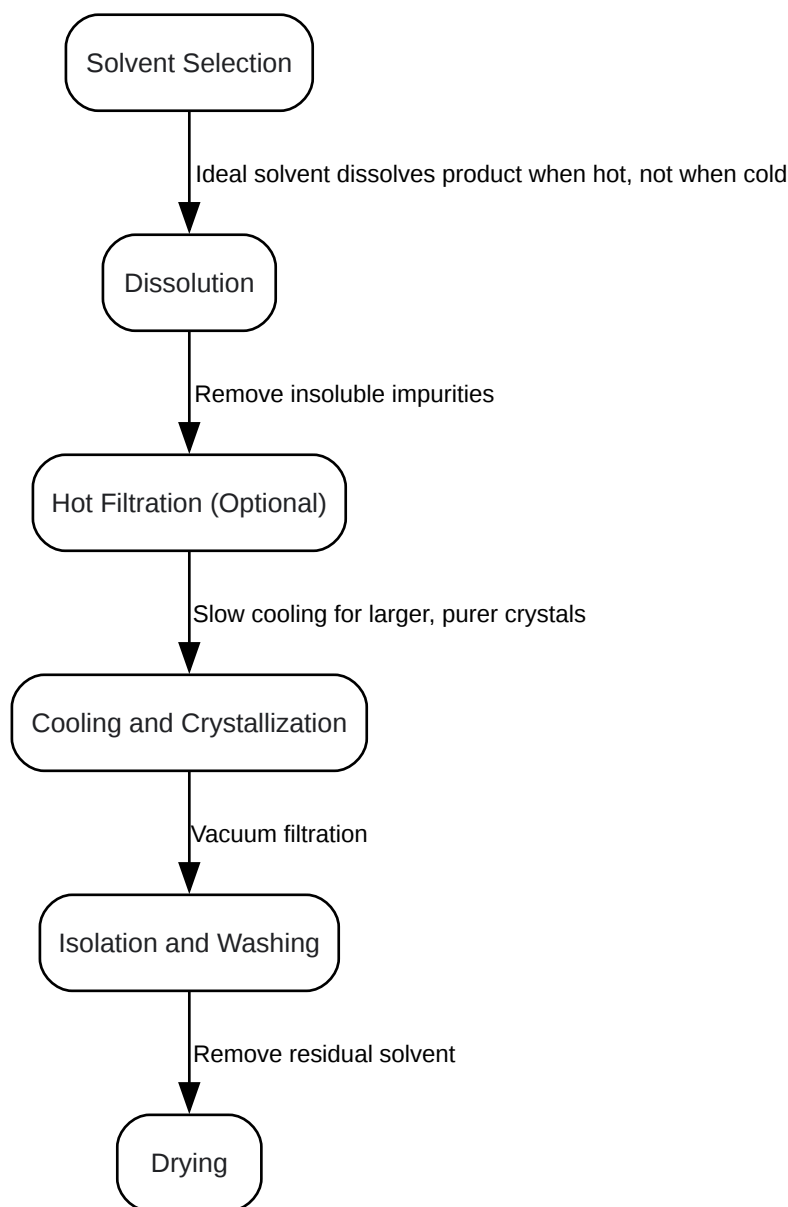 Solvent Selection
Ideal solvent dissolves product when hot, not when cold
Dissolution
Remove insoluble impurities
Hot Filtration (Optional)
Slow cooling for larger, purer crystals
Cooling and Crystallization
Vacuum filtration
Isolation and Washing
Remove residual solvent
Drying